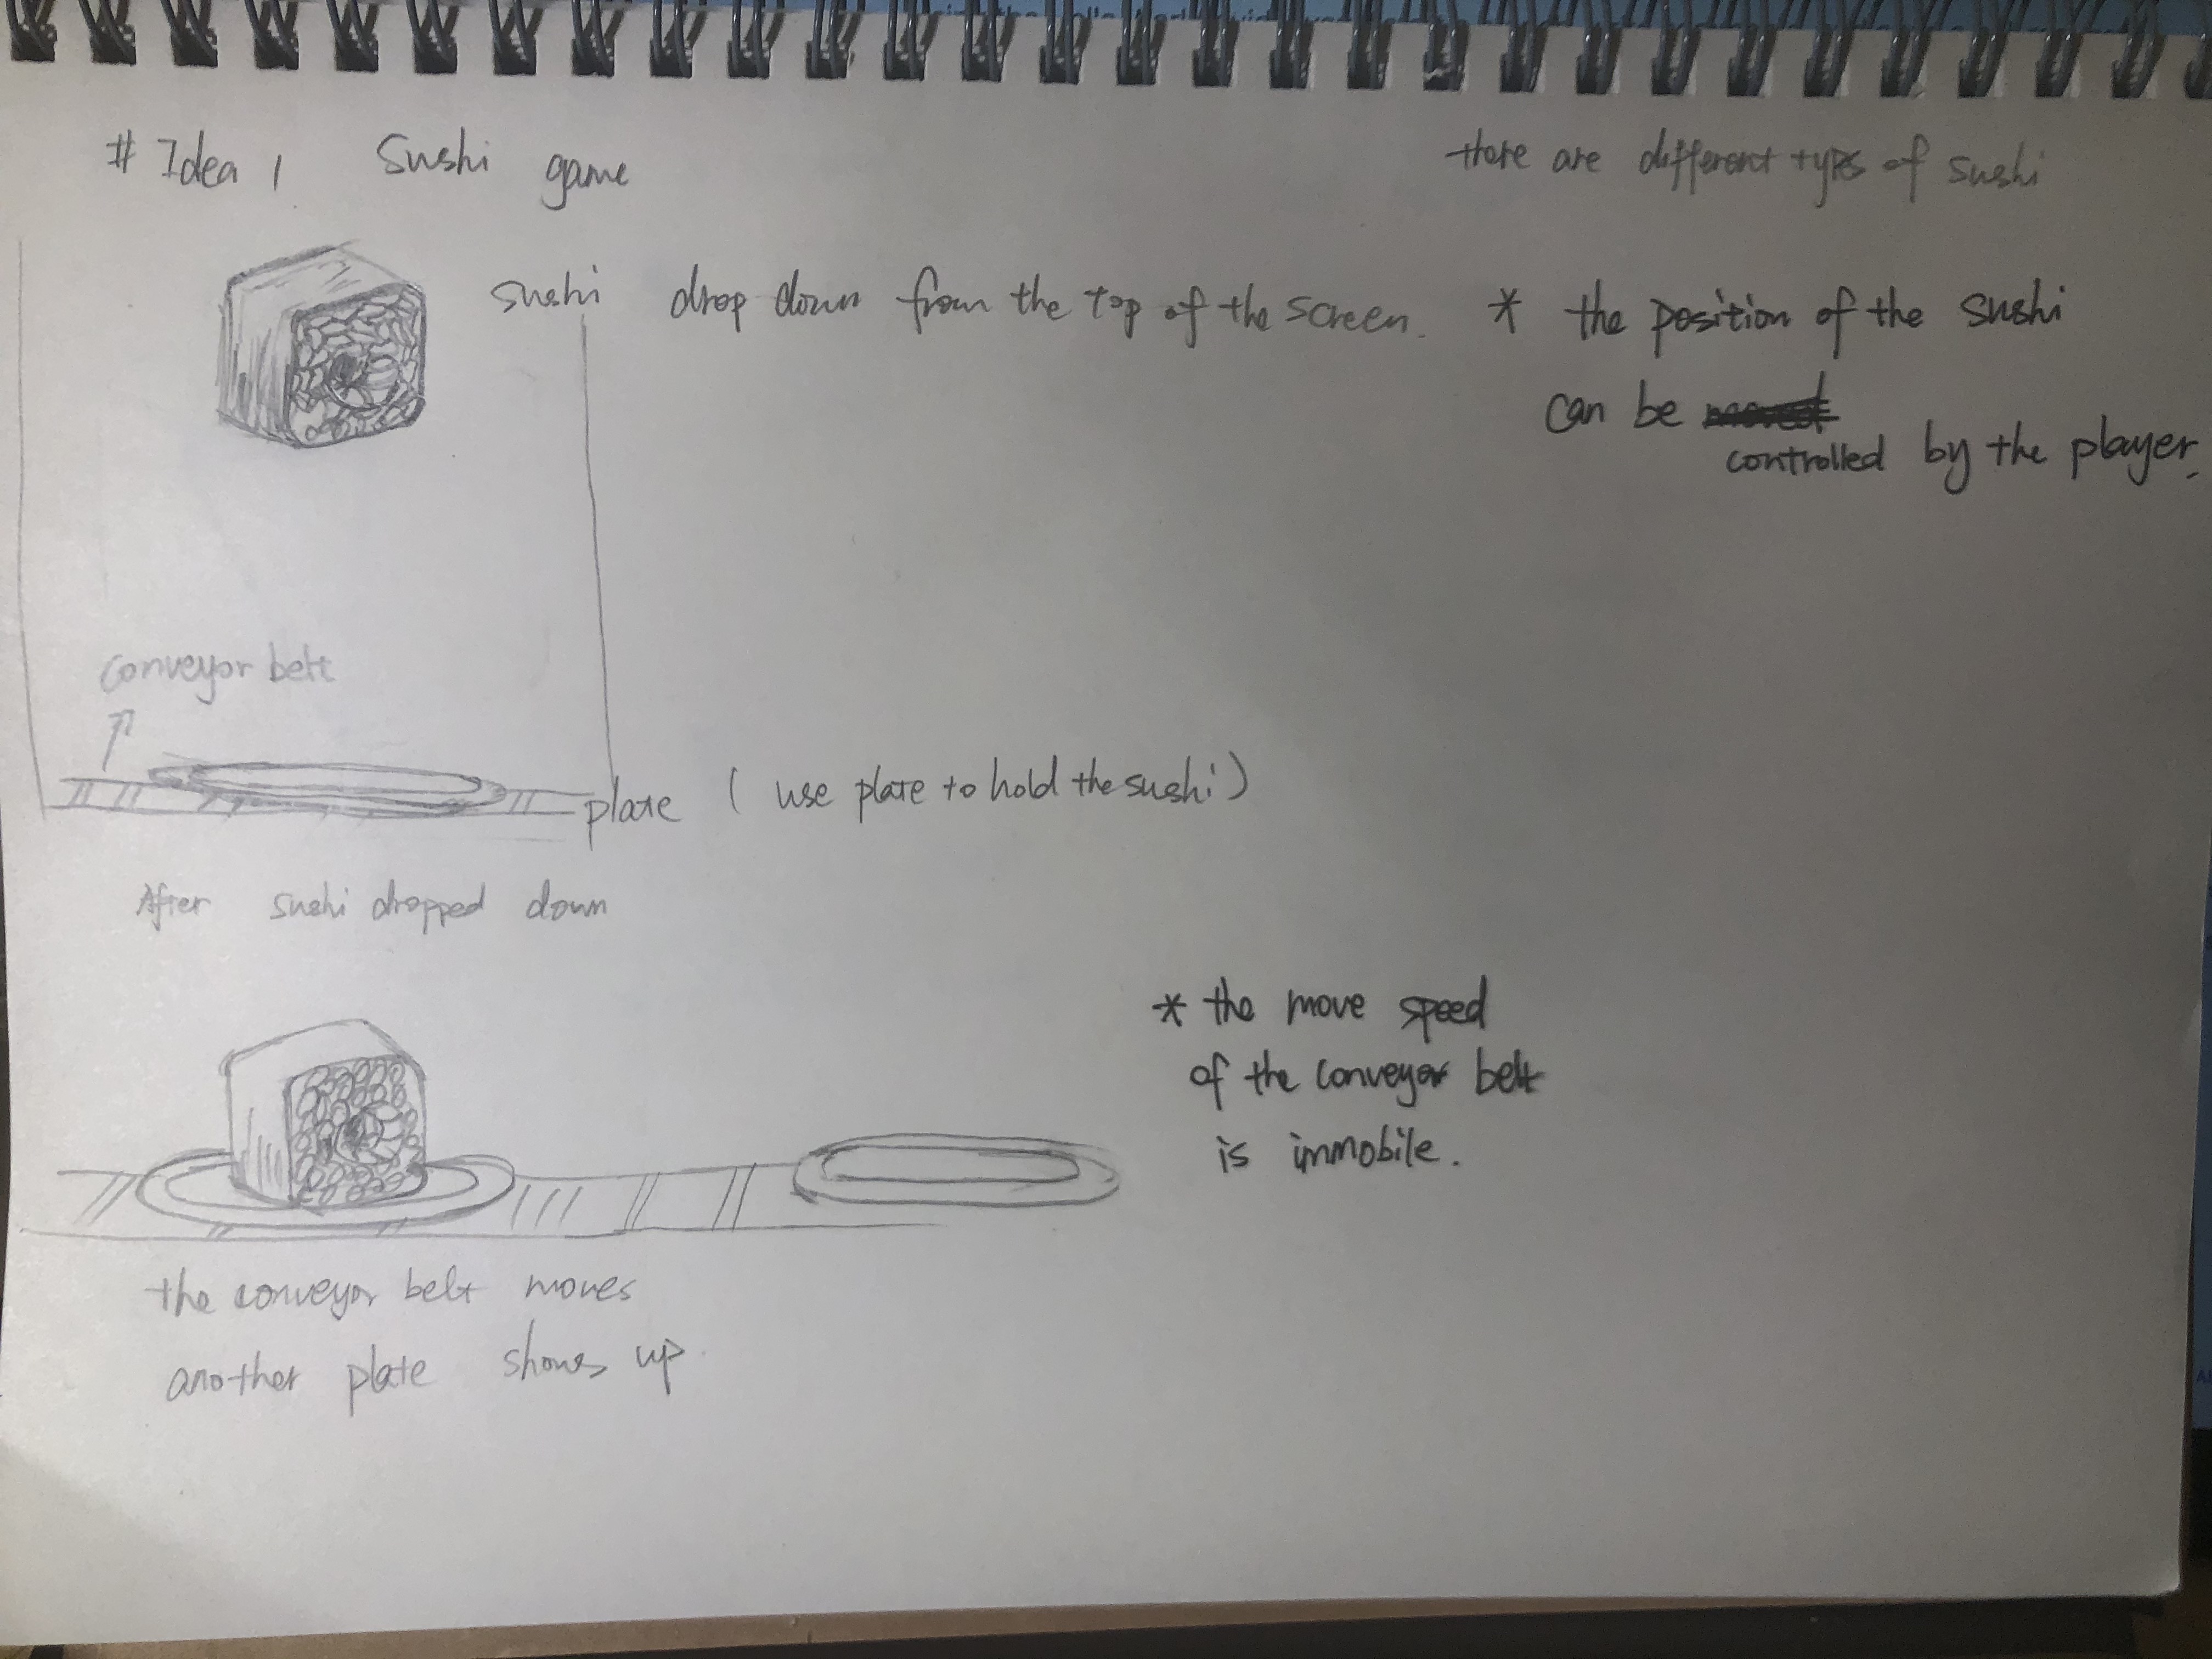 # Idea 1 Sushi game
there are different types of sushi
sushi drop down from the top of the screen.
* the position of the sushi
can be
controlled by the player.
conveyor belt
plate ( use plate to hold the sushi )
After sushi dropped down
* the move speed
of the conveyor belt
is immobile.
the conveyor belt moves
another plate shows up.